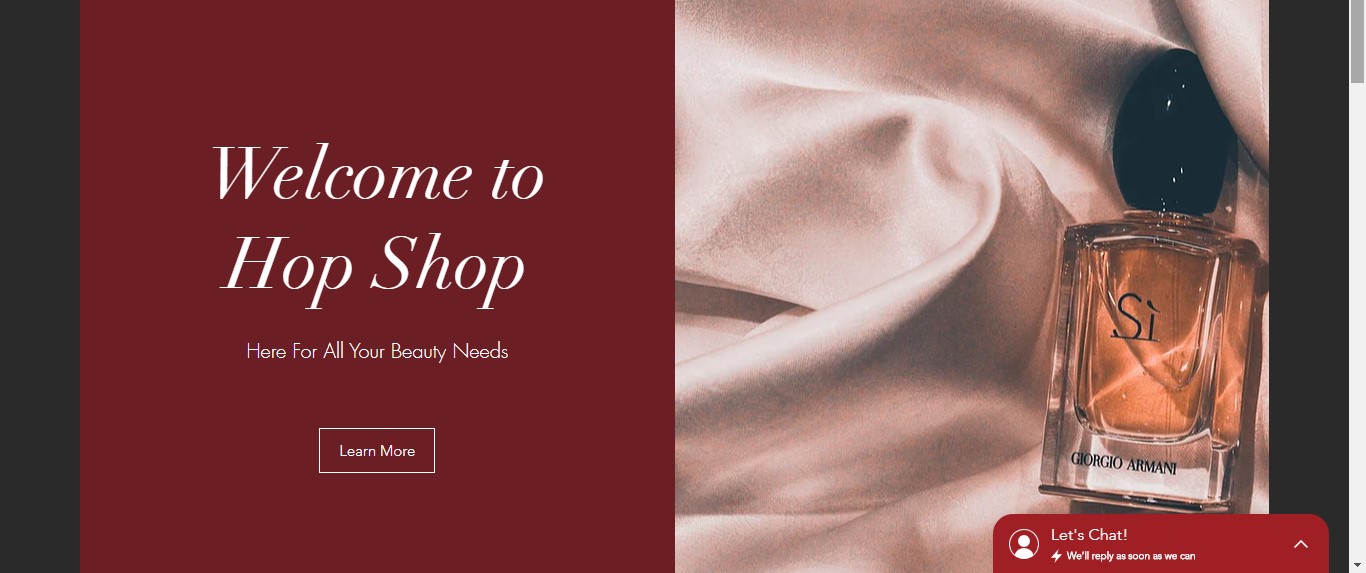 Welcome to
Hop Shop
Here For All Your Beauty Needs
Learn More
Sì
GIORGIO ARMANI
Let's Chat!
We'll reply as soon as we can